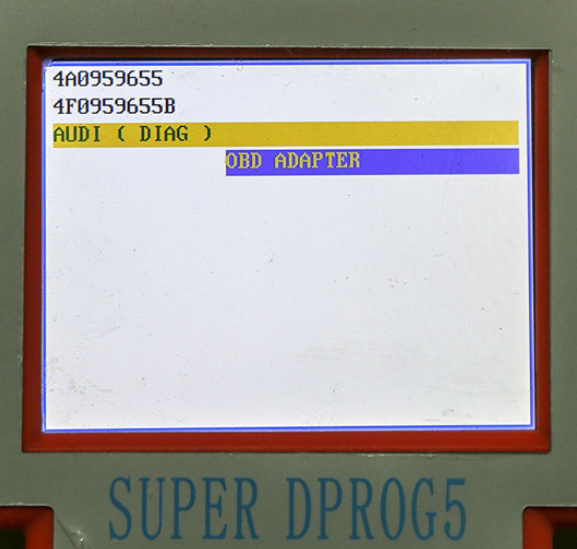 4A0959655
4F0959655B
AUDI ( DIAG )
OBD ADAPTER
SUPER DPROG5